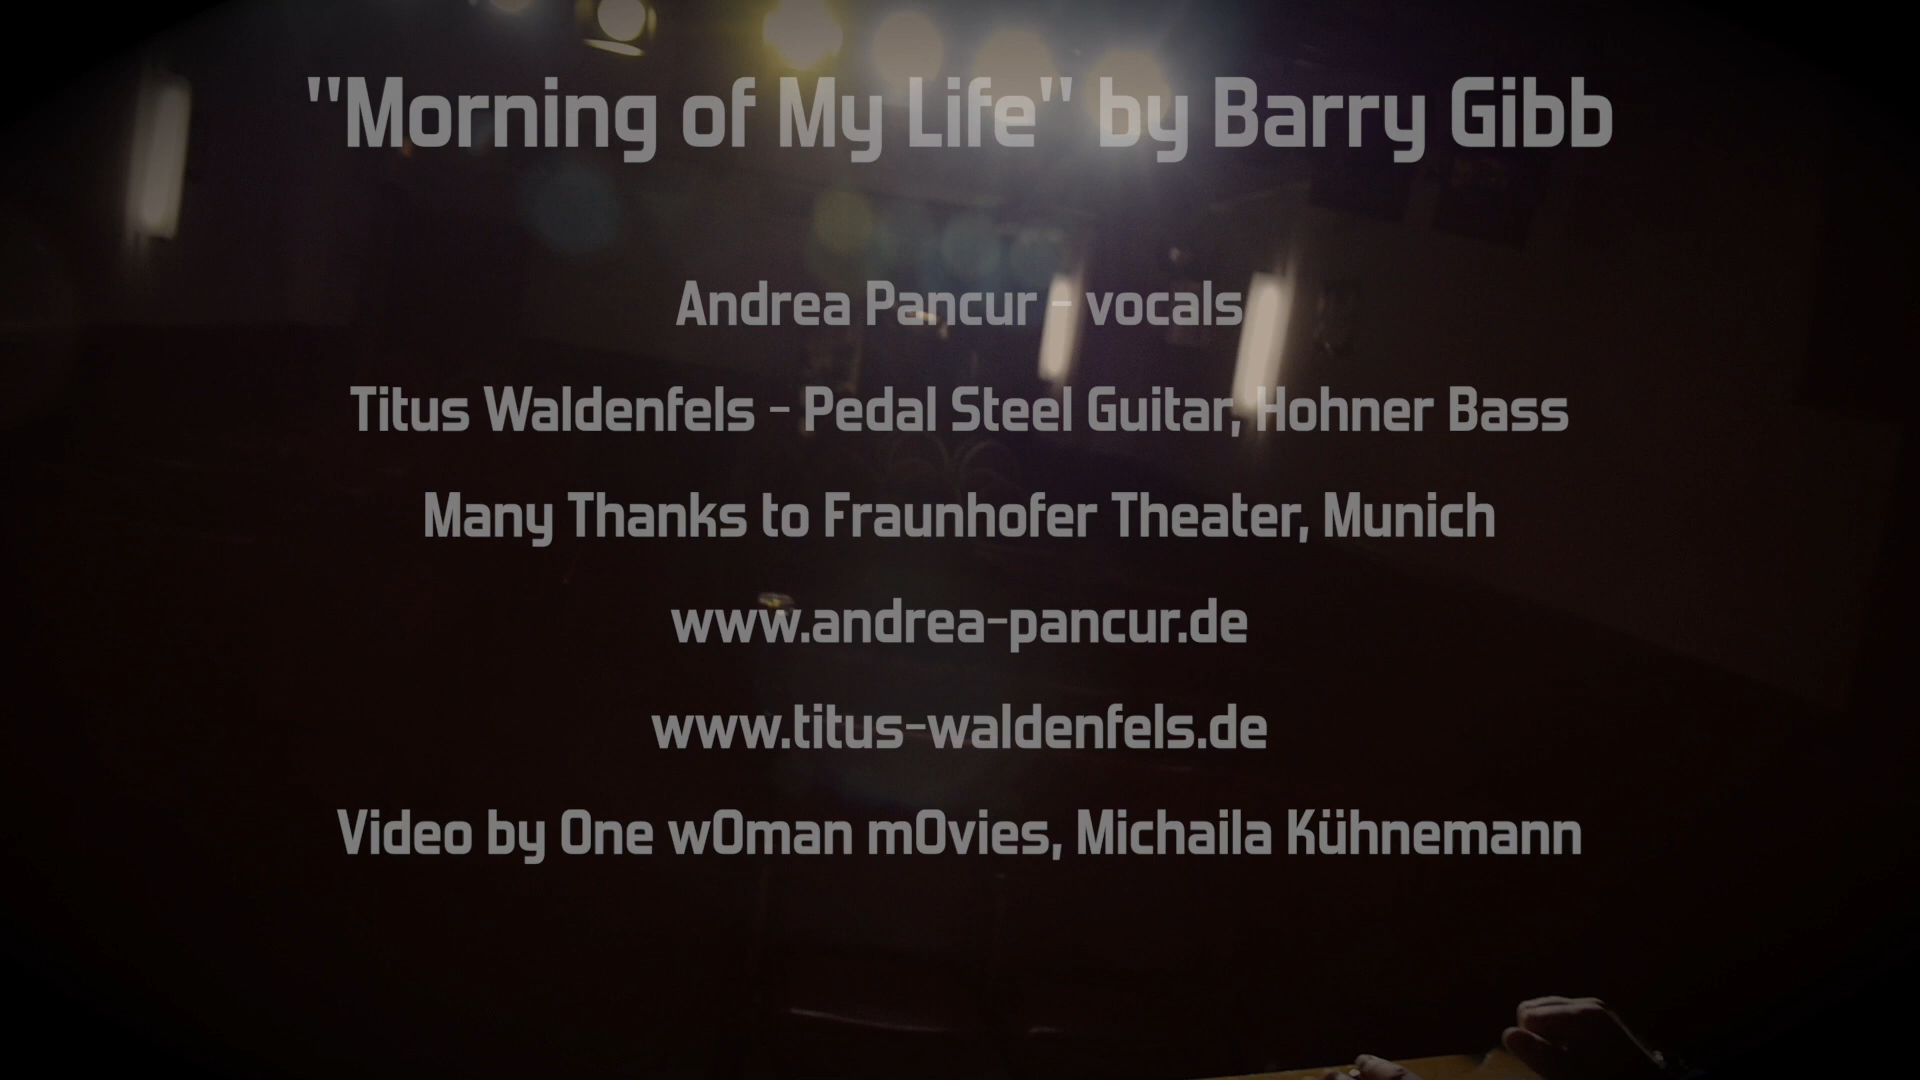 "Morning of My Life" by Barry Gibb
Andrea Pancur - vocals
Titus Waldenfels - Pedal Steel Guitar, Hohner Bass
Many Thanks to Fraunhofer Theater, Munich
www.andrea-pancur.de
www.titus-waldenfels.de
Video by One wOman mOvies, Michaila Kühnemann